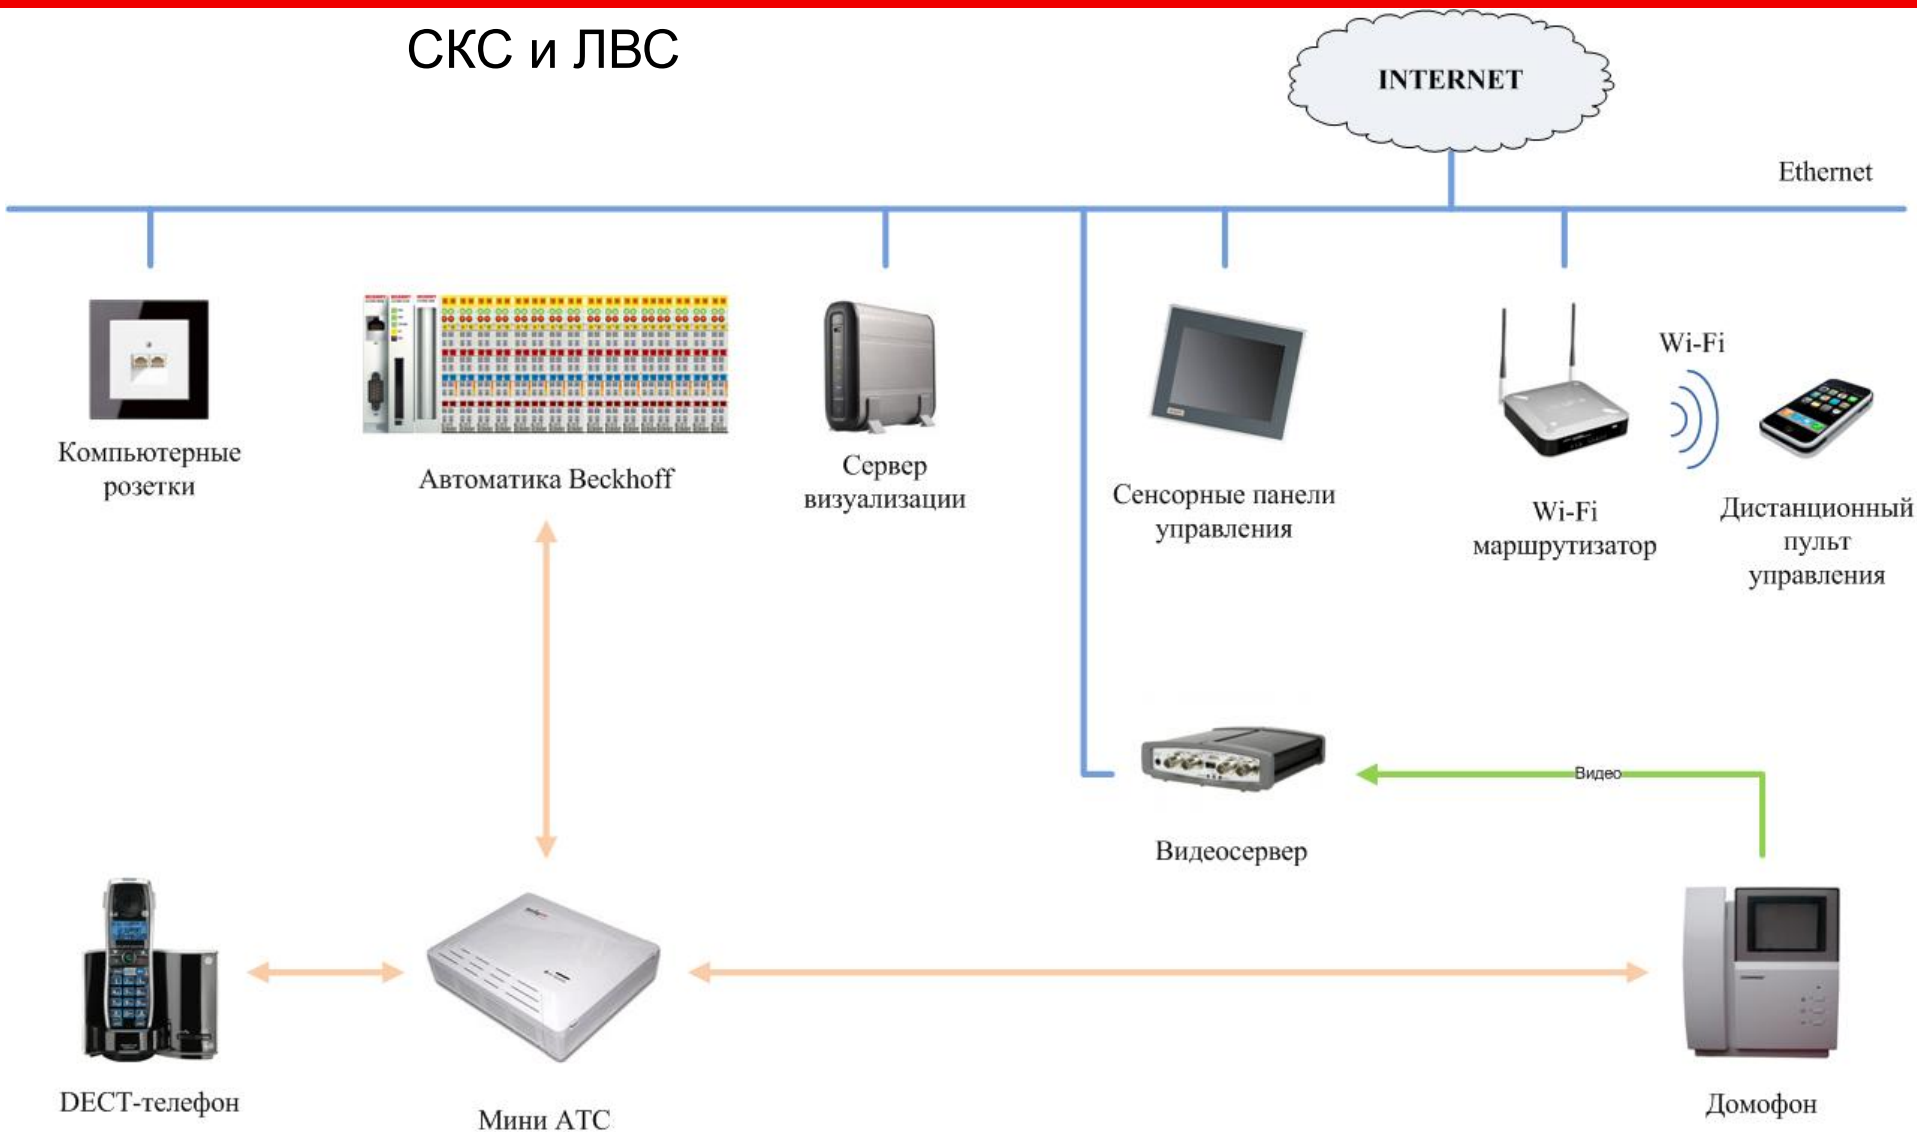 СКС и ЛВС
INTERNET
Ethernet
Wi-Fi
Компьютерные
розетки
Автоматика Beckhoff
Сервер
визуализации
Сенсорные панели
управления
Wi-Fi
маршрутизатор
Дистанционный
пульт
управления
Видео
Видеосервер
DECT-телефон
Мини АТС
Домофон